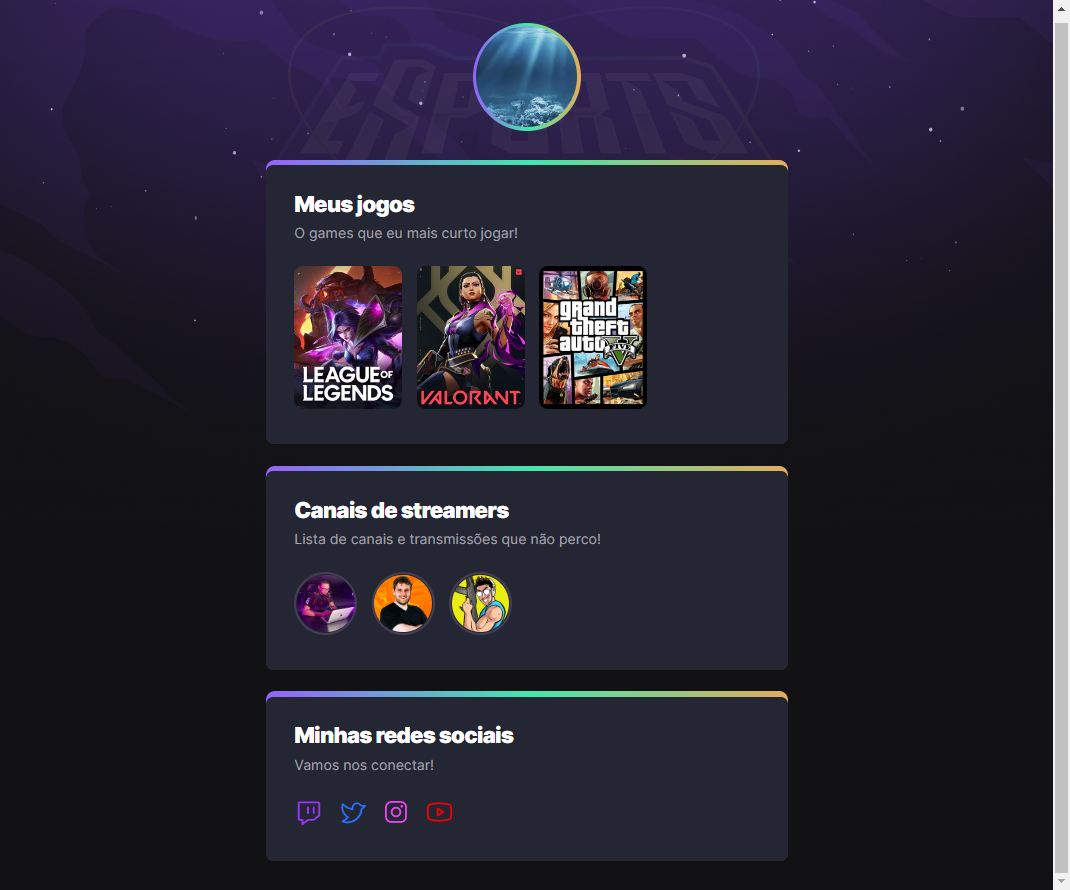 ESPORTS
Meus jogos
O games que eu mais curto jogar!
LEAGUE OF
LEGENDS
VALORANT
grand
theft
auto V
FIVE
Canais de streamers
Lista de canais e transmissões que não perco!
Minhas redes sociais
Vamos nos conectar!